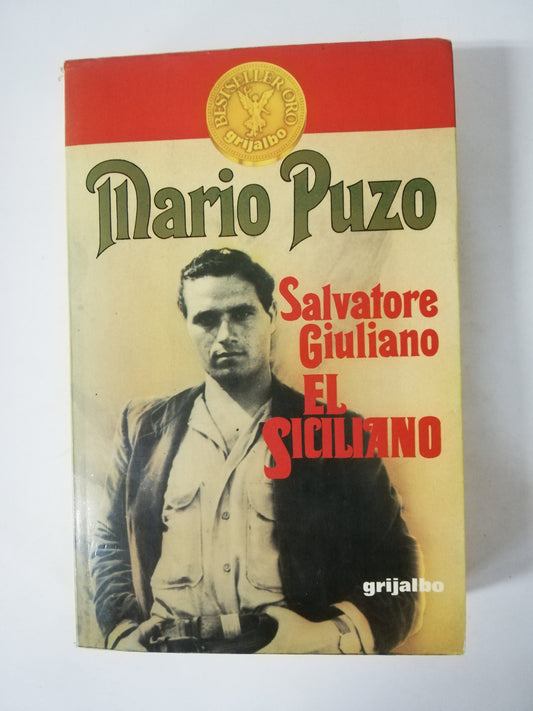 BESTSELLER ORO
grijalbo
Mario Puzo
Salvatore
Giuliano
EL
SICILIANO
grijalbo